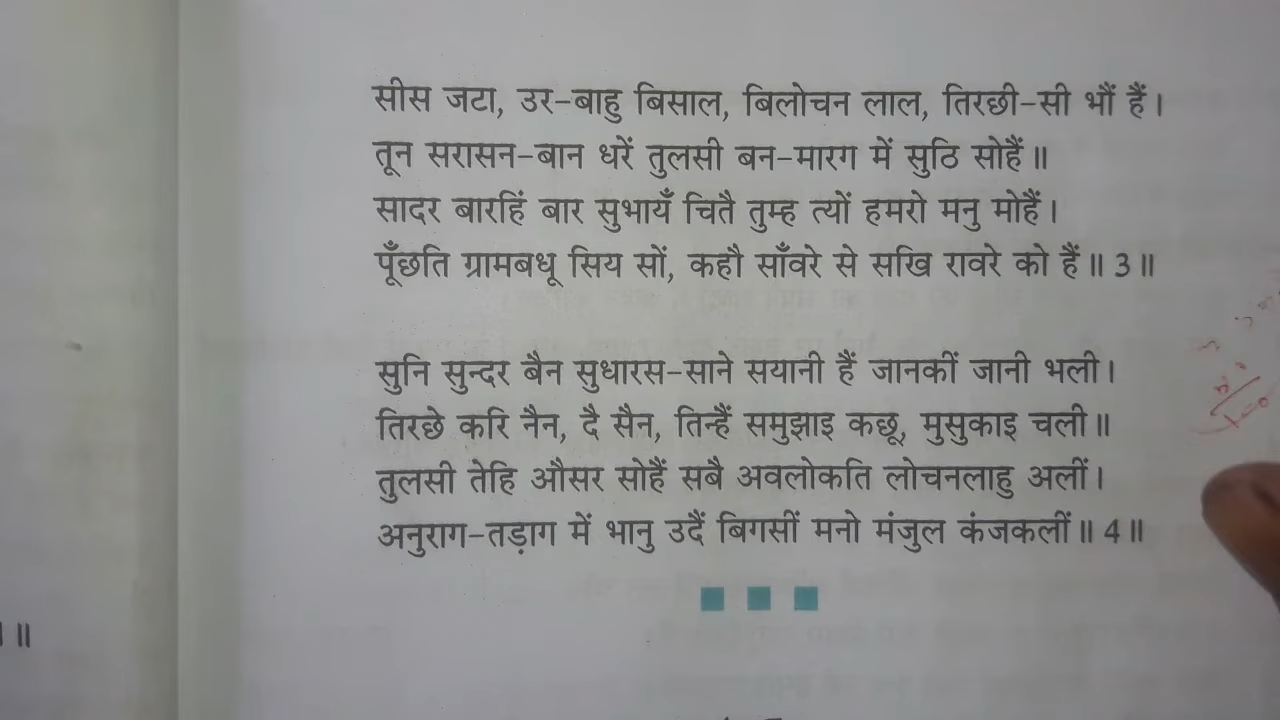 सीस जटा, उर-बाहु बिसाल, बिलोचन लाल, तिरछी-सी भौं हैं।
तून सरासन-बान धरें तुलसी बन-मारग में सुठि सोहैं॥
सादर बारहिं बार सुभायँ चितै तुम्ह त्यों हमरो मनु मोहैं।
पूँछति ग्रामबधू सिय सों, कहौ साँवरे से सखि रावरे को हैं॥ 3॥
सुनि सुन्दर बैन सुधारस-साने सयानी हैं जानकीं जानी भली।
तिरछे करि नैन, दै सैन, तिन्हैं समुझाइ कछू, मुसुकाइ चली॥
तुलसी तेहि औसर सोहैं सबै अवलोकति लोचनलाहु अलीं।
अनुराग-तड़ाग में भानु उदैं बिगसीं मनो मंजुल कंजकलीं॥ 4॥
।॥